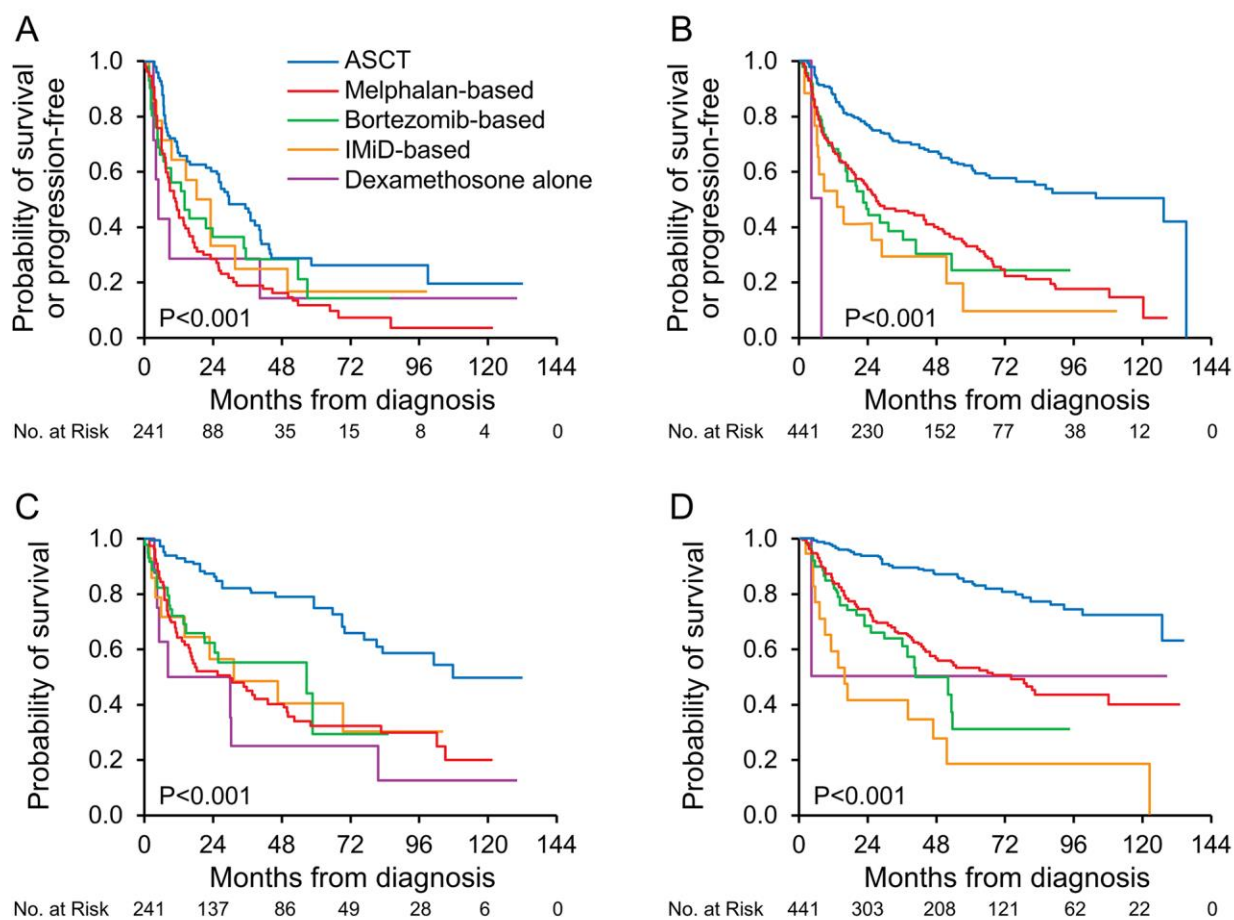 A
Probability of survival
or progression-free
1.0
0.8
0.6
0.4
0.2
0.0
ASCT
Melphalan-based
Bortezomib-based
IMiD-based
Dexamethosone alone
P<0.001
0 24 48 72 96 120 144
Months from diagnosis
No. at Risk 241 88 35 15 8 4 0
B
Probability of survival
or progression-free
1.0
0.8
0.6
0.4
0.2
0.0
P<0.001
0 24 48 72 96 120 144
Months from diagnosis
No. at Risk 441 230 152 77 38 12 0
C
Probability of survival
1.0
0.8
0.6
0.4
0.2
0.0
P<0.001
0 24 48 72 96 120 144
Months from diagnosis
No. at Risk 241 137 86 49 28 6 0
D
Probability of survival
1.0
0.8
0.6
0.4
0.2
0.0
P<0.001
0 24 48 72 96 120 144
Months from diagnosis
No. at Risk 441 303 208 121 62 22 0